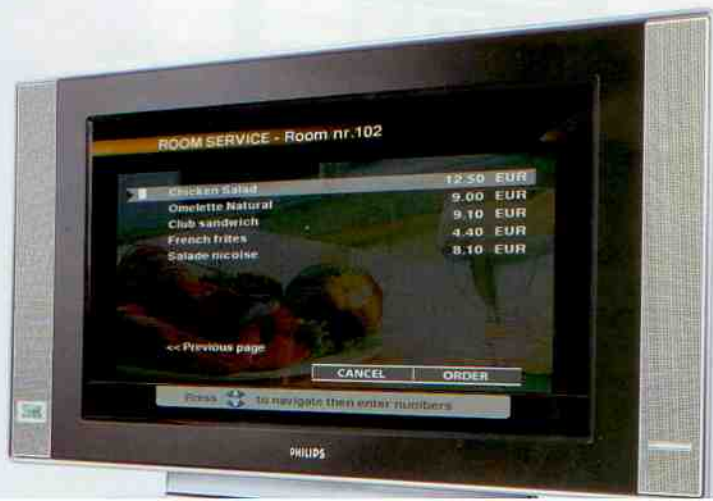 ROOM SERVICE - Room nr.102
Chicken Salad 12.50 EUR
Omelette Natural 9.00 EUR
Club sandwich 9.10 EUR
French frites 4.40 EUR
Salade nicoise 8.10 EUR
<< Previous page
CANCEL ORDER
Press to navigate then enter numbers
PHILIPS